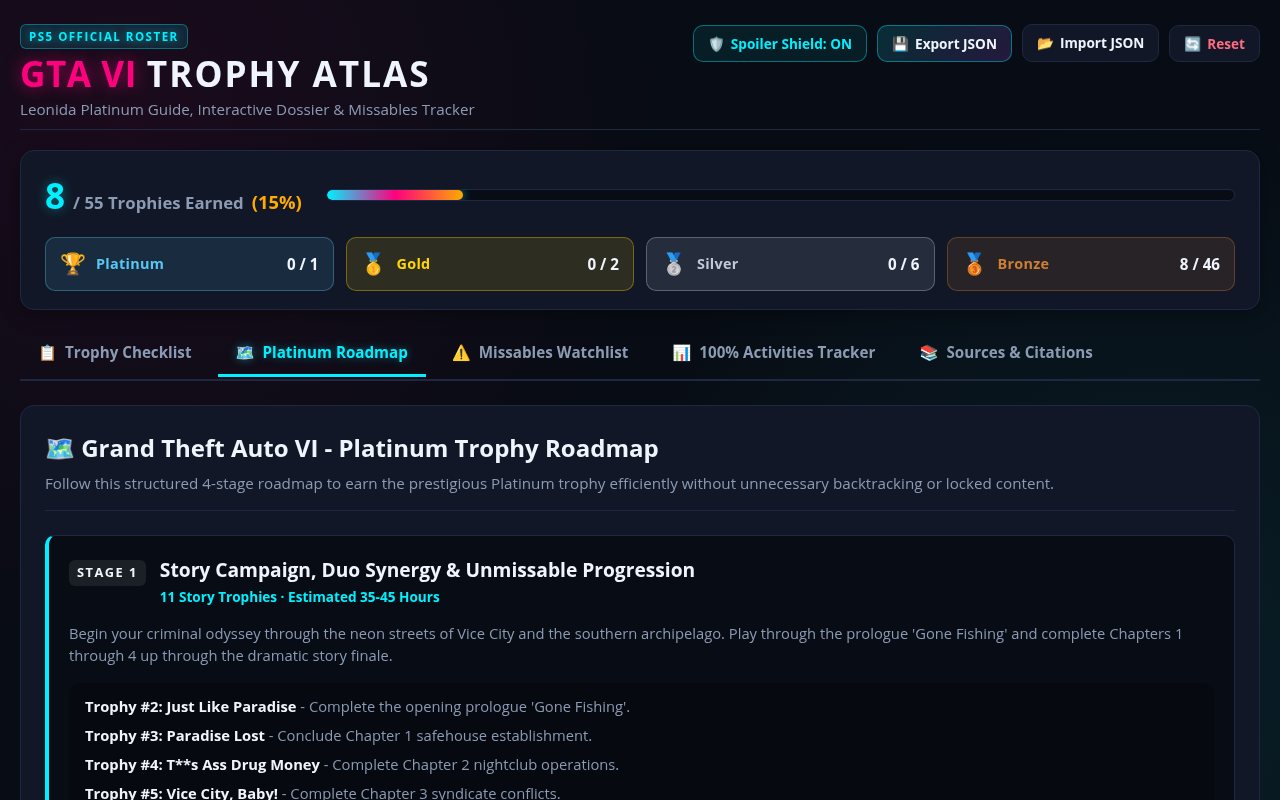 PS5 OFFICIAL ROSTER
GTA VI TROPHY ATLAS
Leonida Platinum Guide, Interactive Dossier & Missables Tracker
Spoiler Shield: ON
Export JSON
Import JSON
Reset
8 / 55 Trophies Earned (15%)
Platinum 0 / 1
Gold 0 / 2
Silver 0 / 6
Bronze 8 / 46
Trophy Checklist
Platinum Roadmap
Missables Watchlist
100% Activities Tracker
Sources & Citations
Grand Theft Auto VI - Platinum Trophy Roadmap
Follow this structured 4-stage roadmap to earn the prestigious Platinum trophy efficiently without unnecessary backtracking or locked content.
STAGE 1
Story Campaign, Duo Synergy & Unmissable Progression
11 Story Trophies · Estimated 35-45 Hours
Begin your criminal odyssey through the neon streets of Vice City and the southern archipelago. Play through the prologue 'Gone Fishing' and complete Chapters 1
through 4 up through the dramatic story finale.
Trophy #2: Just Like Paradise - Complete the opening prologue 'Gone Fishing'.
Trophy #3: Paradise Lost - Conclude Chapter 1 safehouse establishment.
Trophy #4: T**s Ass Drug Money - Complete Chapter 2 nightclub operations.
Trophy #5: Vice City, Baby! - Complete Chapter 3 syndicate conflicts.